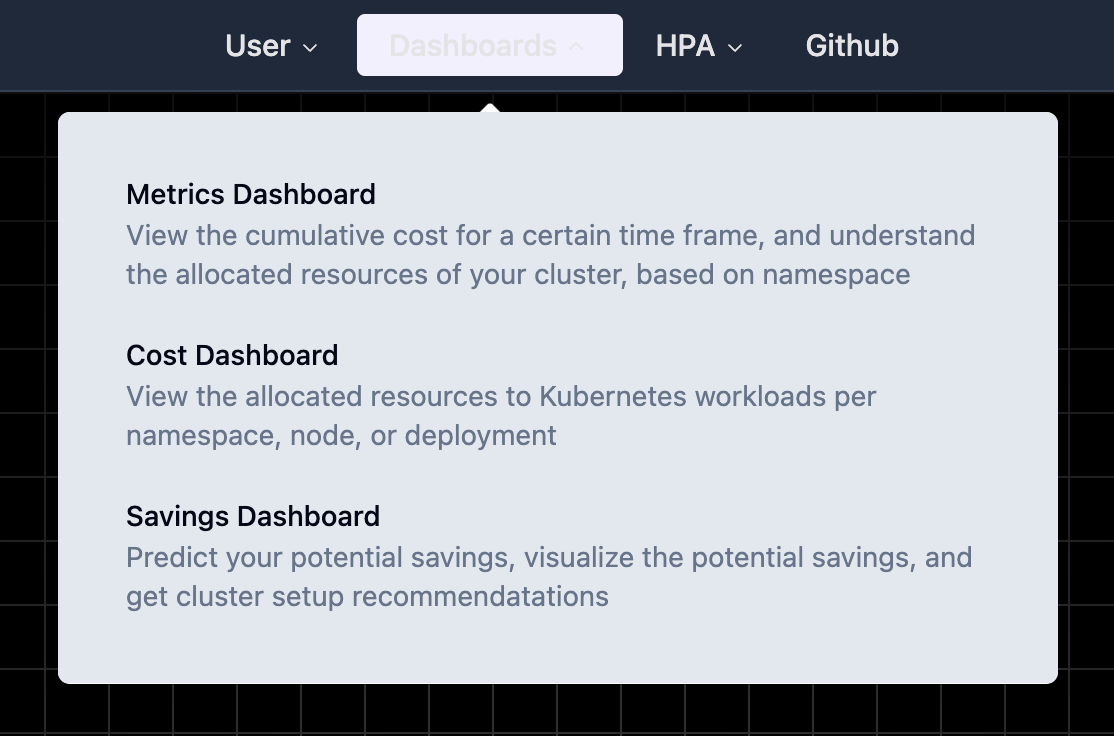 User Dashboards HPA Github
Metrics Dashboard
View the cumulative cost for a certain time frame, and understand
the allocated resources of your cluster, based on namespace
Cost Dashboard
View the allocated resources to Kubernetes workloads per
namespace, node, or deployment
Savings Dashboard
Predict your potential savings, visualize the potential savings, and
get cluster setup recommendatations